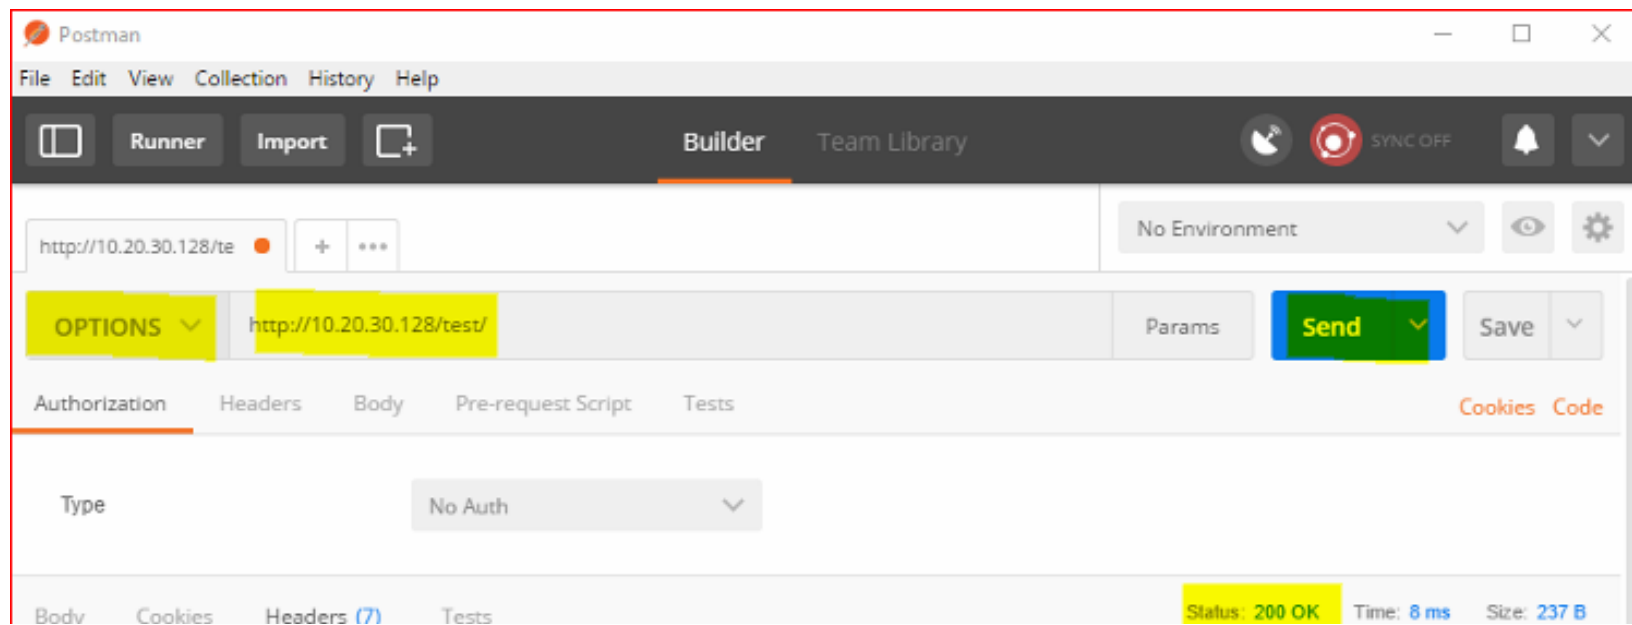 Postman
File Edit View Collection History Help
Runner Import Builder Team Library SYNC OFF
http://10.20.30.128/te + No Environment
OPTIONS http://10.20.30.128/test/ Params Send Save
Authorization Headers Body Pre-request Script Tests Cookies Code
Type No Auth
Body Cookies Headers (7) Tests Status: 200 OK Time: 8 ms Size: 237 B